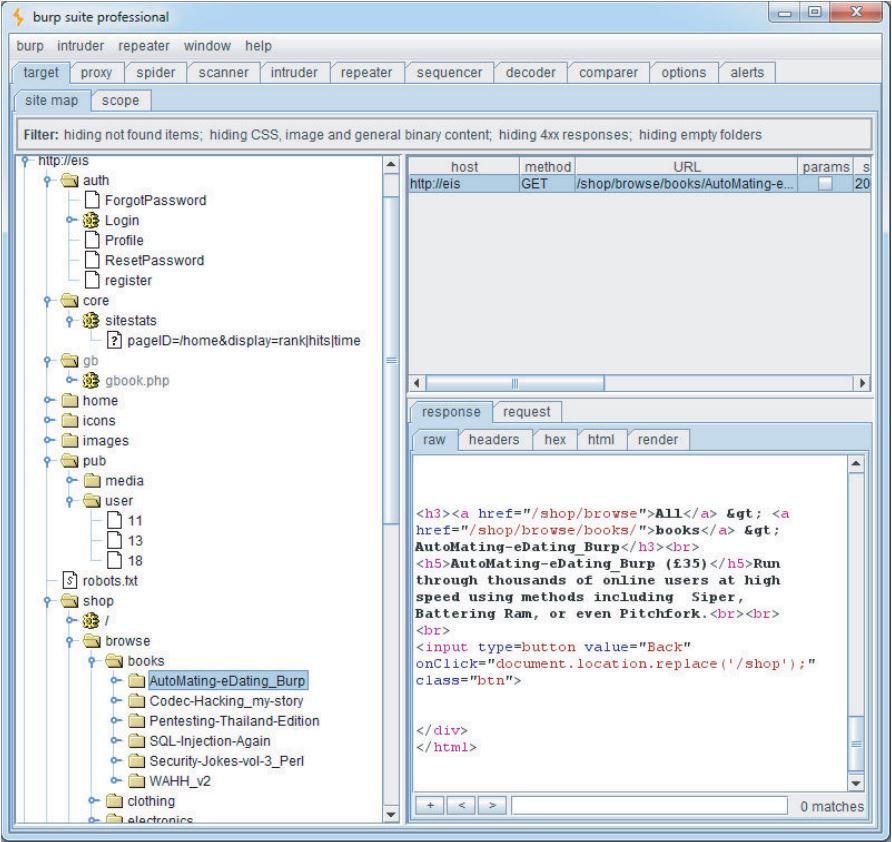 burp suite professional
burp intruder repeater window help
target proxy spider scanner intruder repeater sequencer decoder comparer options alerts
site map scope
Filter: hiding not found items; hiding CSS, image and general binary content; hiding 4xx responses; hiding empty folders
http://eis
auth
ForgotPassword
Login
Profile
ResetPassword
register
core
sitestats
pageID=/home&display=rank|hits|time
gb
gbook.php
home
icons
images
pub
media
user
11
13
18
robots.txt
shop
/
browse
books
AutoMating-eDating_Burp
Codec-Hacking_my-story
Pentesting-Thailand-Edition
SQL-Injection-Again
Security-Jokes-vol-3_Perl
WAHH_v2
clothing
electronics
host method URL params s
http://eis GET /shop/browse/books/AutoMating-e... 20
response request
raw headers hex html render
<h3><a href="/shop/browse">All</a> &gt; <a
href="/shop/browse/books/">books</a> &gt;
AutoMating-eDating_Burp</h3><br>
<h5>AutoMating-eDating_Burp (£35)</h5>Run
through thousands of online users at high
speed using methods including  Siper,
Battering Ram, or even Pitchfork.<br><br>
<br>
<input type=button value="Back"
onClick="document.location.replace('/shop');"
class="btn">
</div>
</html>
+ < > 0 matches